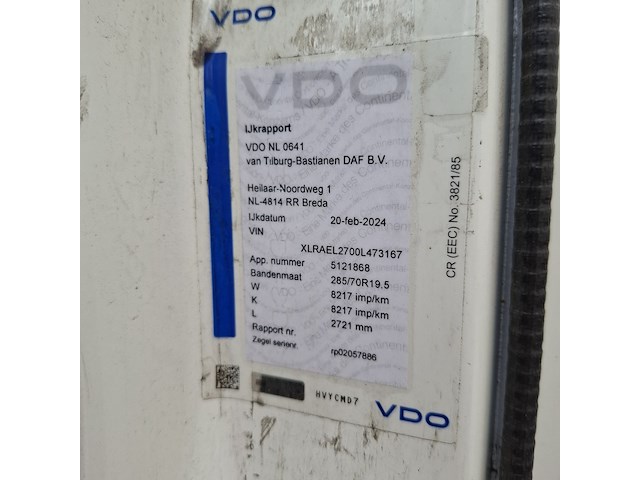 VDO
VDO
IJkrapport
VDO NL 0641
van Tilburg-Bastianen DAF B.V.
Heilaar-Noordweg 1
NL-4814 RR Breda
IJkdatum 20-feb-2024
VIN XLRAEL2700L473167
App. nummer 5121868
Bandenmaat 285/70R19.5
W 8217 imp/km
K 8217 imp/km
L 2721 mm
Rapport nr.
Zegel serienr. rp02057886
CR (EEC) No. 3821/85
HVYCMD7
VDO